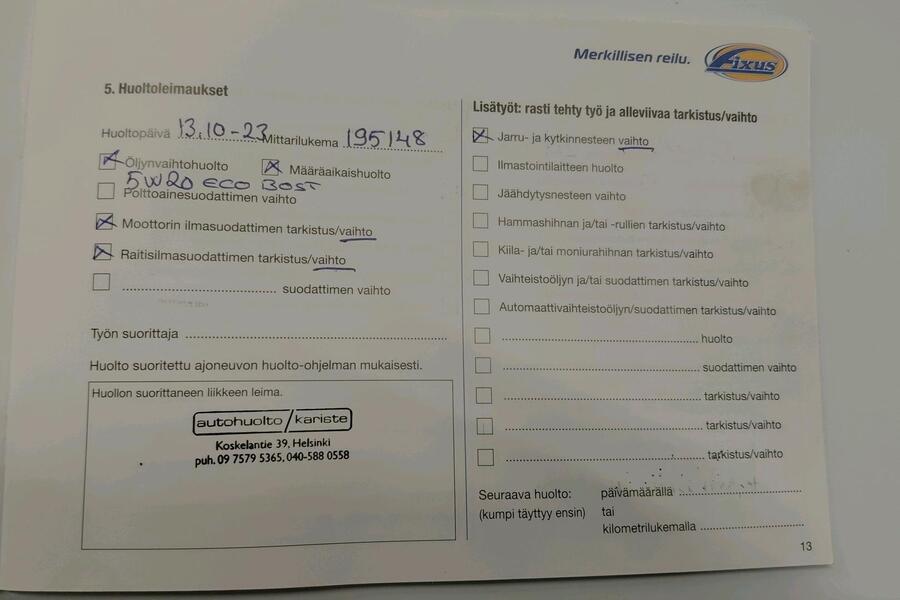 Merkillisen reilu. Fixus
5. Huoltoleimaukset
Huoltopäivä 13.10-23 Mittarilukema 195148
Öljynvaihtohuolto Määräaikaishuolto
5W20 ECO BOST
Polttoainesuodattimen vaihto
Moottorin ilmasuodattimen tarkistus/vaihto
Raitisilmasuodattimen tarkistus/vaihto
suodattimen vaihto
Työn suorittaja
Huolto suoritettu ajoneuvon huolto-ohjelman mukaisesti.
Huollon suorittaneen liikkeen leima.
autohuolto/kariste
Koskelantie 39, Helsinki
puh. 09 7579 5365, 040-588 0558
Lisätyöt: rasti tehty työ ja alleviivaa tarkistus/vaihto
Jarru- ja kytkinnesteen vaihto
Ilmastointilaitteen huolto
Jäähdytysnesteen vaihto
Hammashihnan ja/tai -rullien tarkistus/vaihto
Kiila- ja/tai moniurahihnan tarkistus/vaihto
Vaihteistoöljyn ja/tai suodattimen tarkistus/vaihto
Automaattivaihteistoöljyn/suodattimen tarkistus/vaihto
huolto
suodattimen vaihto
tarkistus/vaihto
tarkistus/vaihto
tarkistus/vaihto
Seuraava huolto: päivämäärällä
(kumpi täyttyy ensin) tai
kilometrilukemalla
13